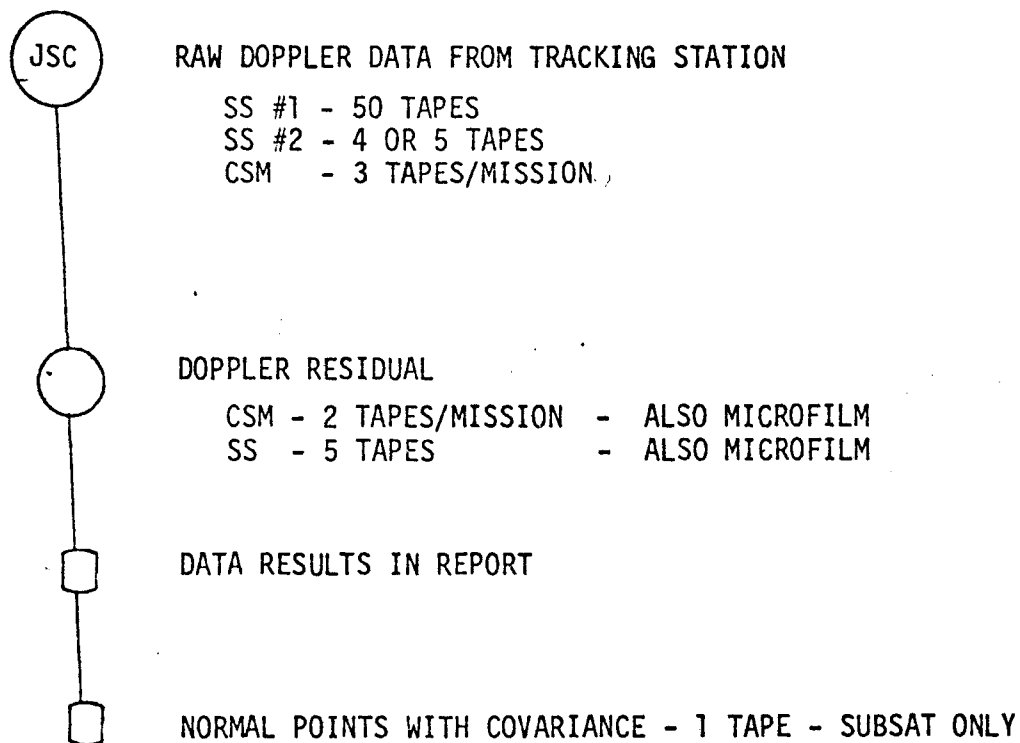 JSC
RAW DOPPLER DATA FROM TRACKING STATION
SS #1 - 50 TAPES
SS #2 - 4 OR 5 TAPES
CSM - 3 TAPES/MISSION
DOPPLER RESIDUAL
CSM - 2 TAPES/MISSION - ALSO MICROFILM
SS - 5 TAPES - ALSO MICROFILM
DATA RESULTS IN REPORT
NORMAL POINTS WITH COVARIANCE - 1 TAPE - SUBSAT ONLY